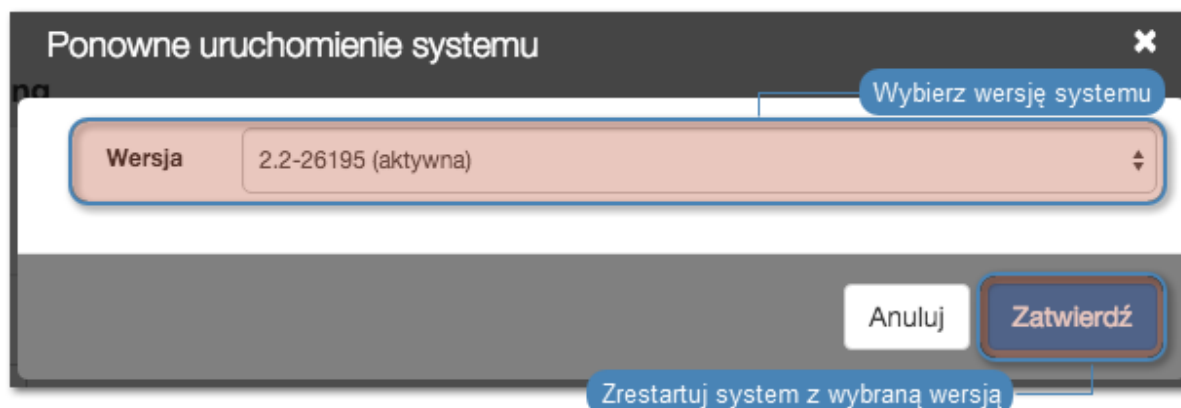 Ponowne uruchomienie systemu
Wybierz wersję systemu
Wersja 2.2-26195 (aktywna)
Anuluj Zatwierdź
Zrestartuj system z wybraną wersją